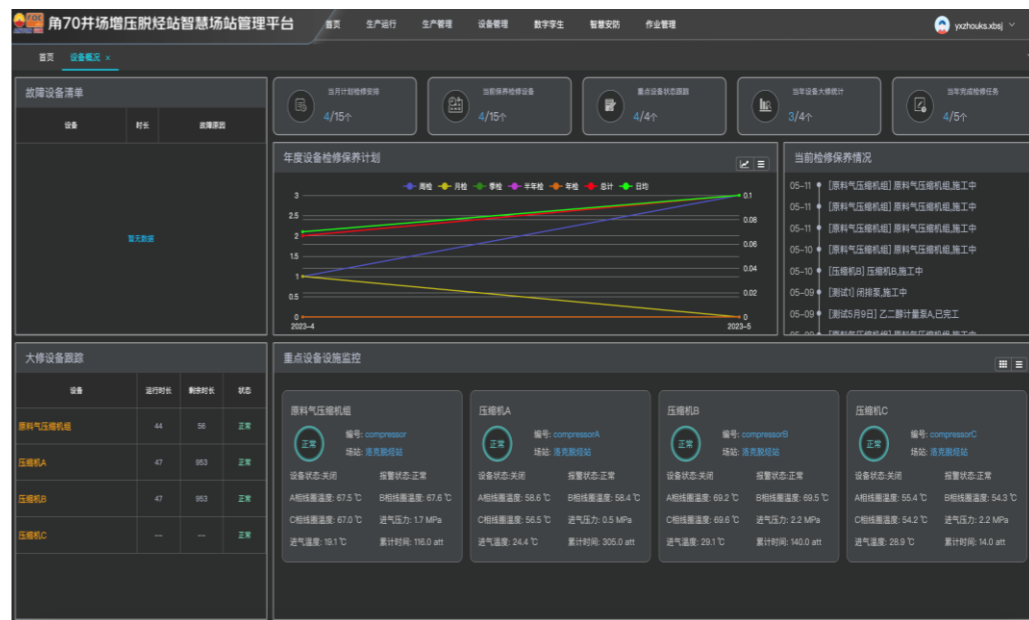 角70井场增压脱烃站智慧场站管理平台
首页 生产运行 生产管理 设备管理 数字孪生 智慧安防 作业管理
yxzhouks.xbsj
首页 设备概况 ×
故障设备清单
设备 时长 故障原因
暂无数据
当月计划检修安排
4/15个
当前保养检修设备
4/15个
重点设备状态跟踪
4/4个
当年设备大修统计
3/4个
当年完成检修任务
4/5个
年度设备检修保养计划
周检 月检 季检 半年检 年检 总计 日均
3 0.1
2.5 0.08
2 0.06
1.5
1 0.04
0.5 0.02
0 0
2023-4 2023-5
当前检修保养情况
05-11 [原料气压缩机组] 原料气压缩机组,施工中
05-11 [原料气压缩机组] 原料气压缩机组,施工中
05-11 [原料气压缩机组] 原料气压缩机组,施工中
05-10 [原料气压缩机组] 原料气压缩机组,施工中
05-10 [压缩机B] 压缩机B,施工中
05-09 [测试1] 闭排泵,施工中
05-09 [测试5月9日] 乙二醇计量泵A,已完工
大修设备跟踪
设备 运行时长 剩余时长 状态
原料气压缩机组 44 56 正常
压缩机A 47 953 正常
压缩机B 47 953 正常
压缩机C --- --- 正常
重点设备设施监控
原料气压缩机组
正常
编号: compressor
场站: 洛克脱烃站
设备状态:关闭 报警状态:正常
A相线圈温度: 67.5 ℃ B相线圈温度: 67.6 ℃
C相线圈温度: 67.0 ℃ 进气压力: 1.7 MPa
进气温度: 19.1 ℃ 累计时间: 116.0 att
压缩机A
正常
编号: compressorA
场站: 洛克脱烃站
设备状态:关闭 报警状态:正常
A相线圈温度: 58.6 ℃ B相线圈温度: 58.4 ℃
C相线圈温度: 56.5 ℃ 进气压力: 0.5 MPa
进气温度: 24.4 ℃ 累计时间: 305.0 att
压缩机B
正常
编号: compressorB
场站: 洛克脱烃站
设备状态:关闭 报警状态:正常
A相线圈温度: 69.2 ℃ B相线圈温度: 69.5 ℃
C相线圈温度: 69.6 ℃ 进气压力: 2.2 MPa
进气温度: 29.1 ℃ 累计时间: 140.0 att
压缩机C
正常
编号: compressorC
场站: 洛克脱烃站
设备状态:关闭 报警状态:正常
A相线圈温度: 55.4 ℃ B相线圈温度: 54.3 ℃
C相线圈温度: 54.2 ℃ 进气压力: 2.2 MPa
进气温度: 28.9 ℃ 累计时间: 14.0 att